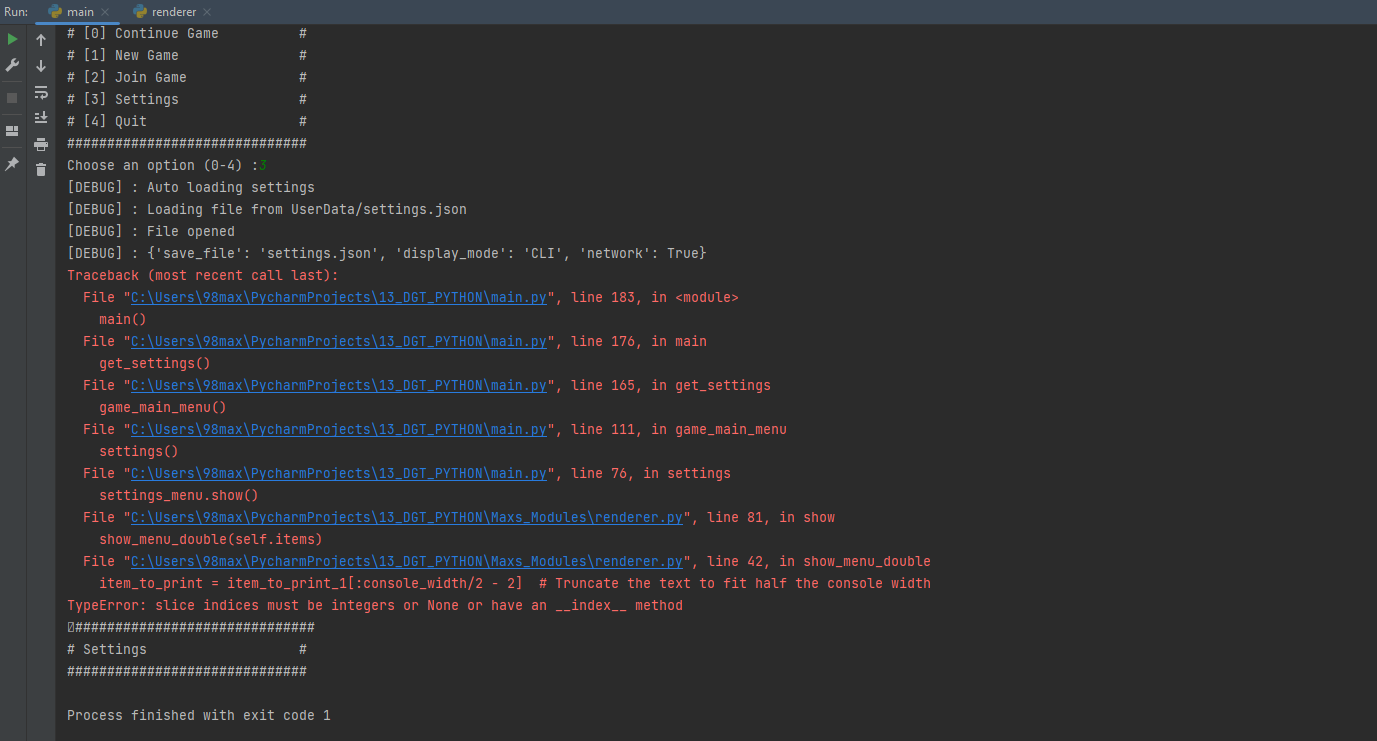 Run: main renderer
# [0] Continue Game #
# [1] New Game #
# [2] Join Game #
# [3] Settings #
# [4] Quit #
##############################
Choose an option (0-4) :3
[DEBUG] : Auto loading settings
[DEBUG] : Loading file from UserData/settings.json
[DEBUG] : File opened
[DEBUG] : {'save_file': 'settings.json', 'display_mode': 'CLI', 'network': True}
Traceback (most recent call last):
File "C:\Users\98max\PycharmProjects\13_DGT_PYTHON\main.py", line 183, in <module>
main()
File "C:\Users\98max\PycharmProjects\13_DGT_PYTHON\main.py", line 176, in main
get_settings()
File "C:\Users\98max\PycharmProjects\13_DGT_PYTHON\main.py", line 165, in get_settings
game_main_menu()
File "C:\Users\98max\PycharmProjects\13_DGT_PYTHON\main.py", line 111, in game_main_menu
settings()
File "C:\Users\98max\PycharmProjects\13_DGT_PYTHON\main.py", line 76, in settings
settings_menu.show()
File "C:\Users\98max\PycharmProjects\13_DGT_PYTHON\Maxs_Modules\renderer.py", line 81, in show
show_menu_double(self.items)
File "C:\Users\98max\PycharmProjects\13_DGT_PYTHON\Maxs_Modules\renderer.py", line 42, in show_menu_double
item_to_print = item_to_print_1[:console_width/2 - 2]  # Truncate the text to fit half the console width
TypeError: slice indices must be integers or None or have an __index__ method
##############################
# Settings #
##############################
Process finished with exit code 1